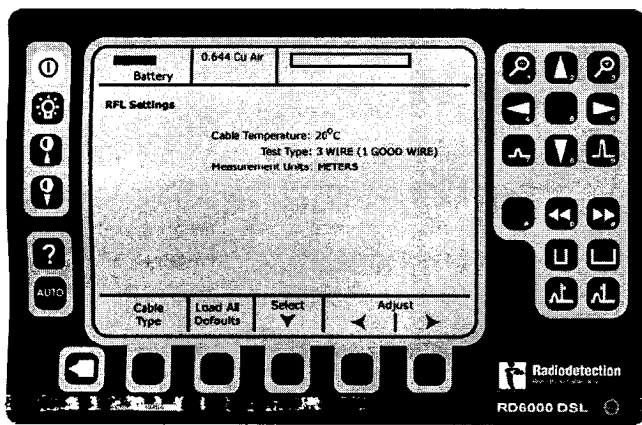 0.644 Cu Air
Battery
RFL Settings
Cable Temperature: 20°C
Test Type: 3 WIRE (1 GOOD WIRE)
Measurement Units: METERS
Cable Type
Load All Defaults
Select
Adjust
?
AUTO
Radiodetection
RD6000 DSL